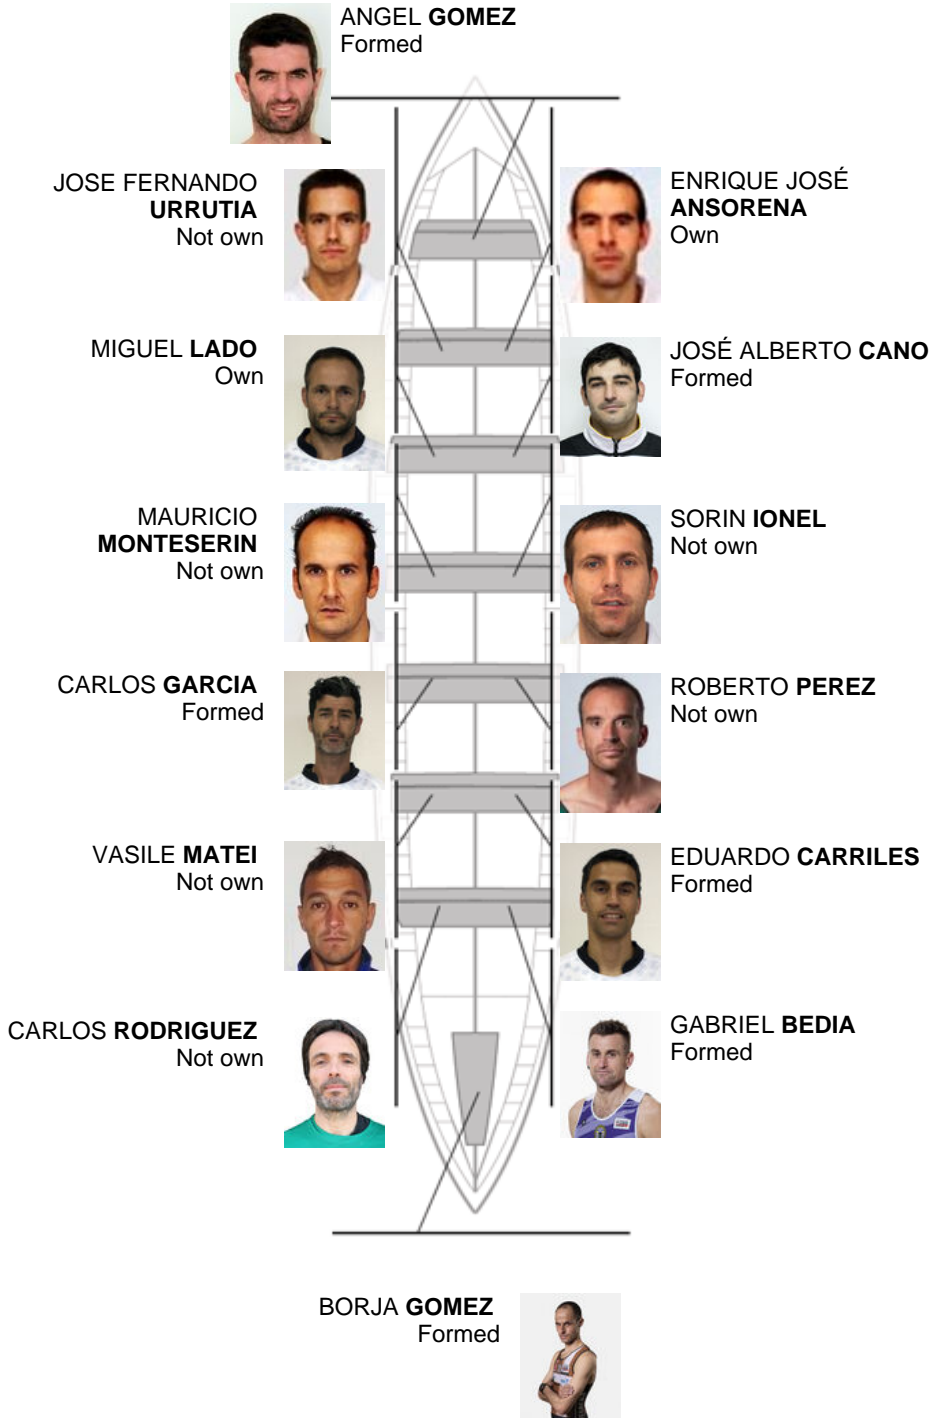 ANGEL GOMEZ
Formed
JOSE FERNANDO
URRUTIA
Not own
ENRIQUE JOSÉ
ANSORENA
Own
MIGUEL LADO
Own
JOSÉ ALBERTO CANO
Formed
MAURICIO
MONTESERIN
Not own
SORIN IONEL
Not own
CARLOS GARCIA
Formed
ROBERTO PEREZ
Not own
VASILE MATEI
Not own
EDUARDO CARRILES
Formed
CARLOS RODRIGUEZ
Not own
GABRIEL BEDIA
Formed
BORJA GOMEZ
Formed